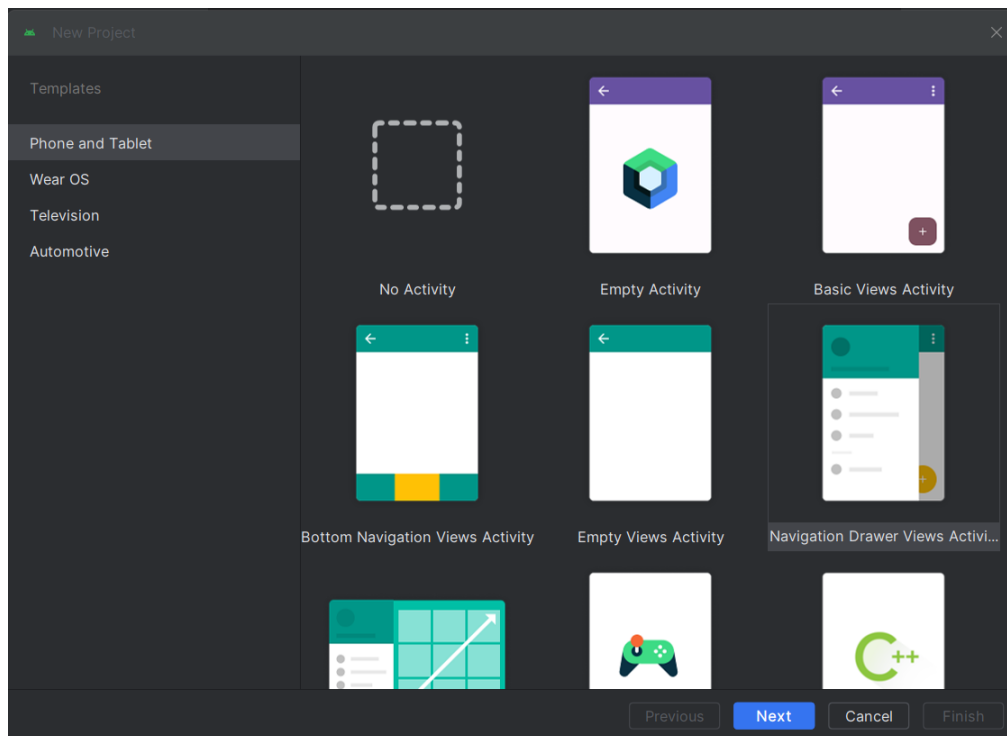 New Project
Templates
Phone and Tablet
Wear OS
Television
Automotive
No Activity
Empty Activity
Basic Views Activity
Bottom Navigation Views Activity
Empty Views Activity
Navigation Drawer Views Activi...
C++
Previous
Next
Cancel
Finish